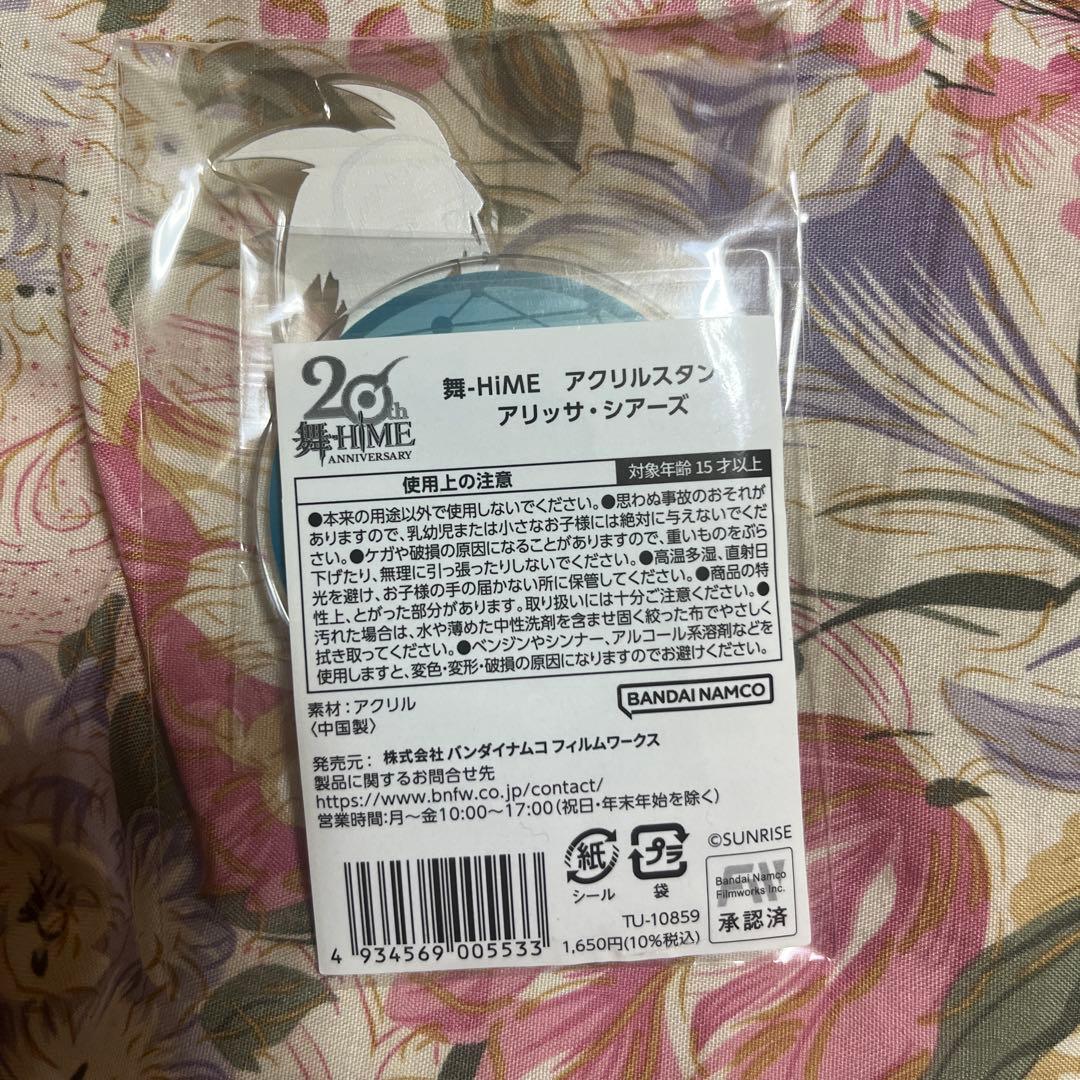 20th
舞-HiME
ANNIVERSARY
舞-HiME　アクリルスタン
アリッサ・シアーズ
使用上の注意
対象年齢 15 才以上
●本来の用途以外で使用しないでください。●思わぬ事故のおそれが
ありますので、乳幼児または小さなお子様には絶対に与えないでくだ
さい。●ケガや破損の原因になることがありますので、重いものをぶら
下げたり、無理に引っ張ったりしないでください。●高温多湿、直射日
光を避け、お子様の手の届かない所に保管してください。●商品の特
性上、とがった部分があります。取り扱いには十分ご注意ください。●
汚れた場合は、水や薄めた中性洗剤を含ませ固く絞った布でやさしく
拭き取ってください。●ベンジンやシンナー、アルコール系溶剤などを
使用しますと、変色・変形・破損の原因になりますのでお避けください。
BANDAI NAMCO
素材：アクリル
〈中国製〉
発売元： 株式会社 バンダイナムコ フィルムワークス
製品に関するお問合せ先
https://www.bnfw.co.jp/contact/
営業時間:月～金10:00～17:00（祝日・年末年始を除く）
紙
シール
プラ
袋
©SUNRISE
Bandai Namco
Filmworks Inc.
承認済
TU-10859
1,650円(10%税込)
4 934569 005533